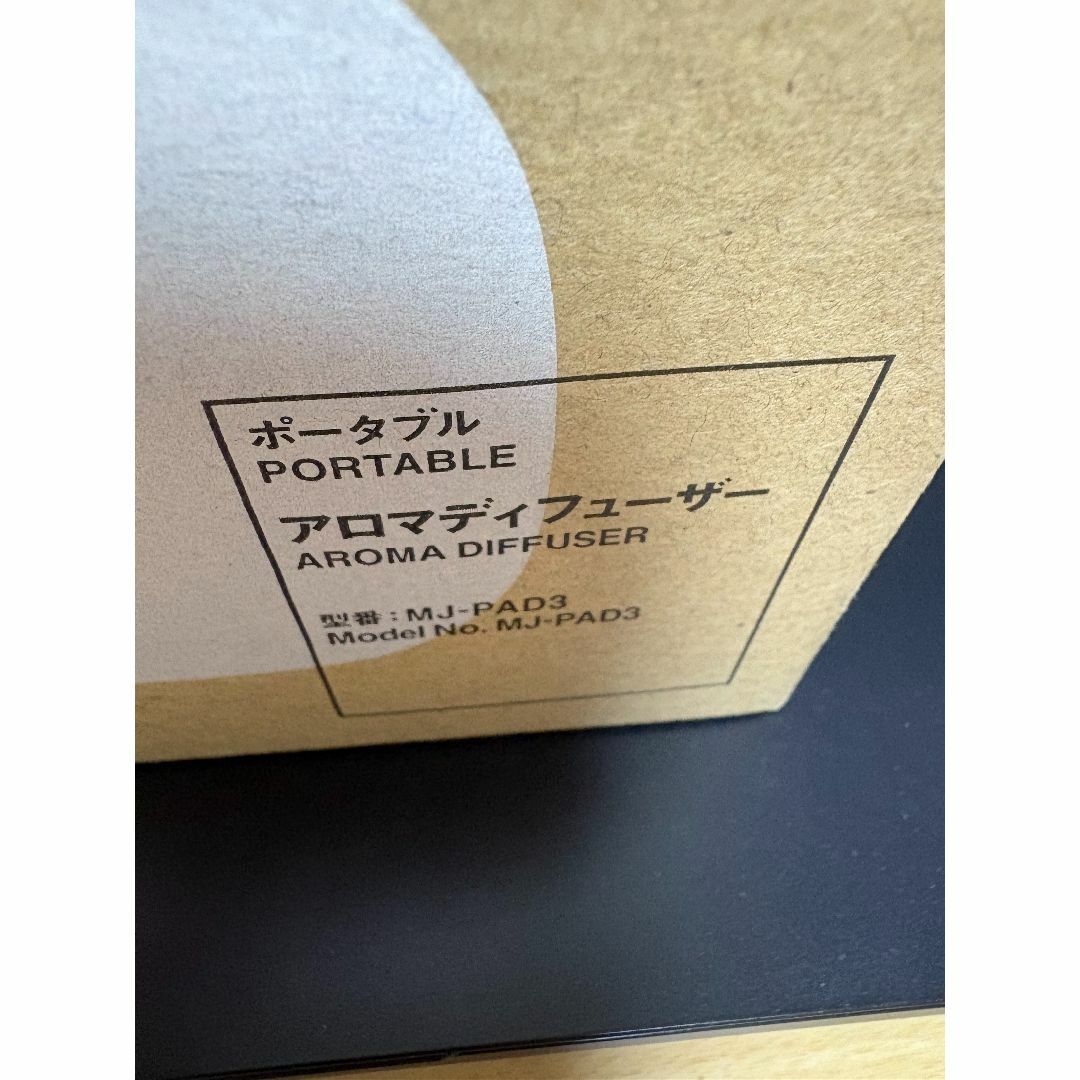 ポータブル
PORTABLE
アロマディフューザー
AROMA DIFFUSER
型番：MJ-PAD3
Model No. MJ-PAD3